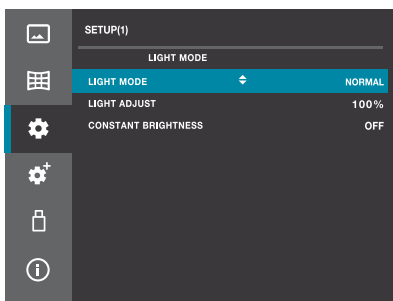 SETUP(1)
LIGHT MODE
LIGHT MODE NORMAL
LIGHT ADJUST 100%
CONSTANT BRIGHTNESS OFF